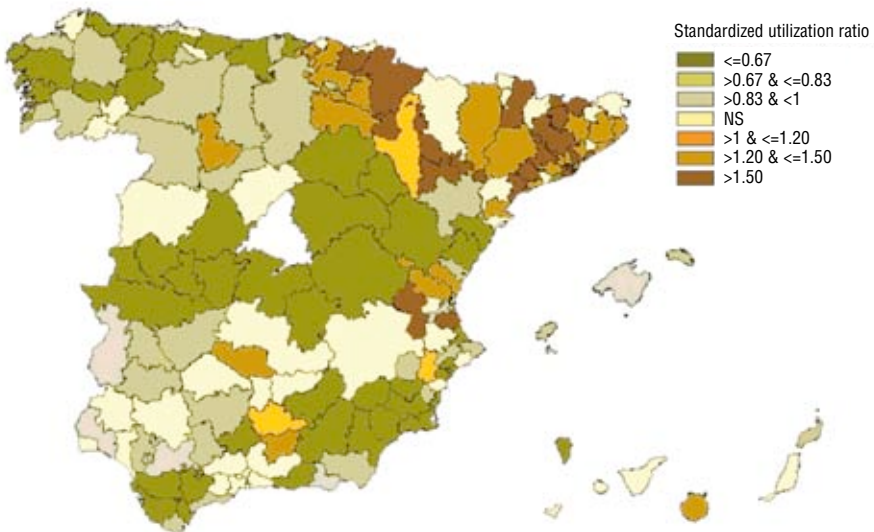 Standardized utilization ratio
<=0.67
>0.67 & <=0.83
>0.83 & <1
NS
>1 & <=1.20
>1.20 & <=1.50
>1.50